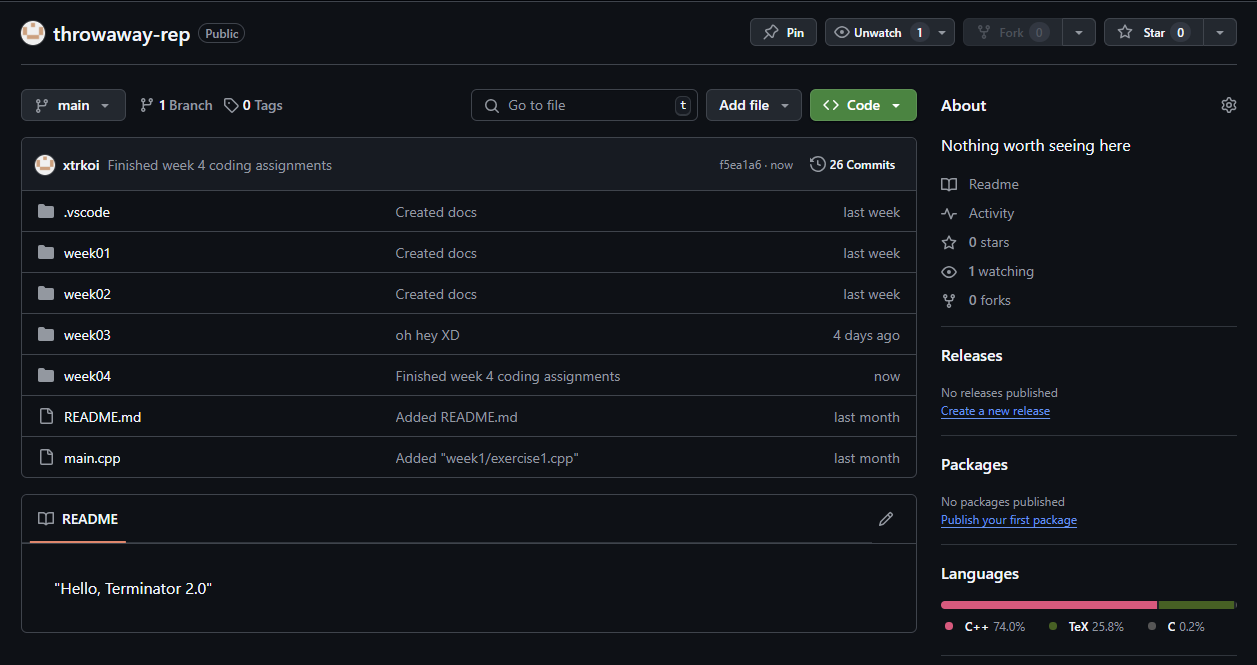 throwaway-rep Public Pin Unwatch 1 Fork 0 Star 0
main 1 Branch 0 Tags Go to file t Add file Code
xtrkoi Finished week 4 coding assignments f5ea1a6 · now 26 Commits
.vscode Created docs last week
week01 Created docs last week
week02 Created docs last week
week03 oh hey XD 4 days ago
week04 Finished week 4 coding assignments now
README.md Added README.md last month
main.cpp Added "week1/exercise1.cpp" last month
README
"Hello, Terminator 2.0"
About
Nothing worth seeing here
Readme
Activity
0 stars
1 watching
0 forks
Releases
No releases published
Create a new release
Packages
No packages published
Publish your first package
Languages
C++ 74.0% TeX 25.8% C 0.2%